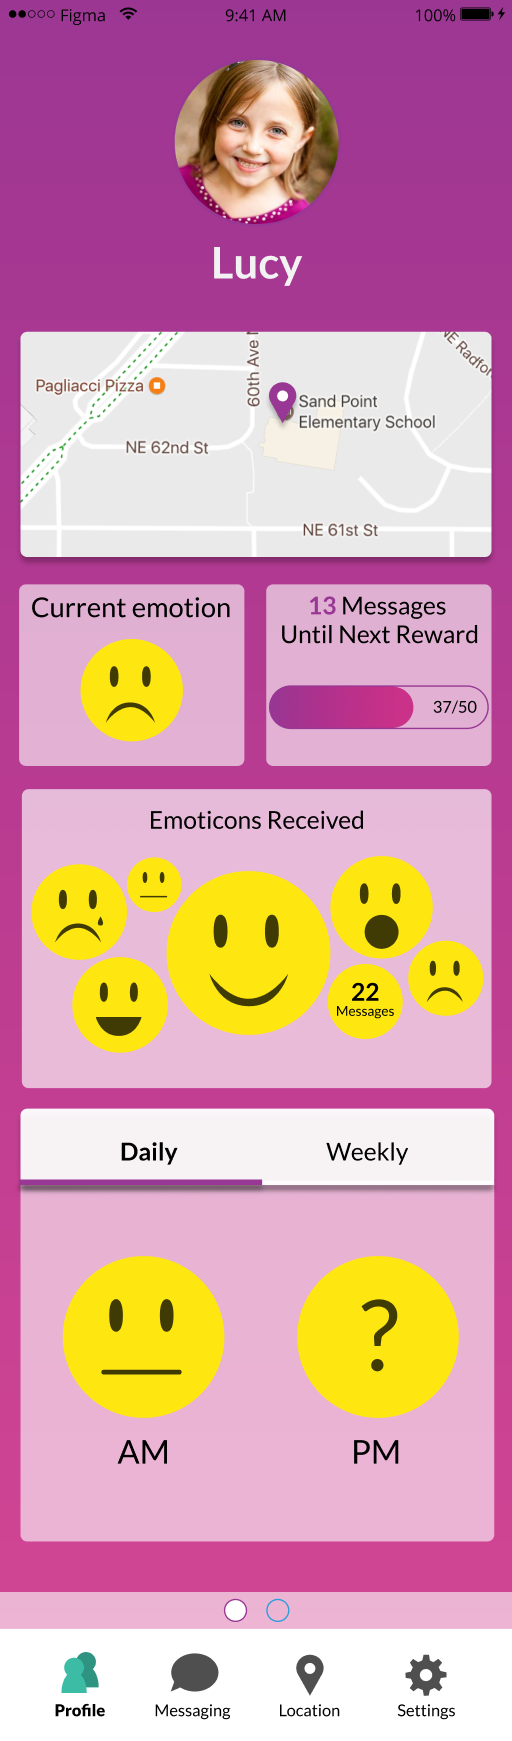 Figma 9:41 AM 100%
Lucy
NE Radfor
60th Ave N
Pagliacci Pizza
Sand Point
Elementary School
NE 62nd St
NE 61st St
Current emotion
13 Messages
Until Next Reward
37/50
Emoticons Received
22
Messages
Daily Weekly
?
AM PM
Profile Messaging Location Settings